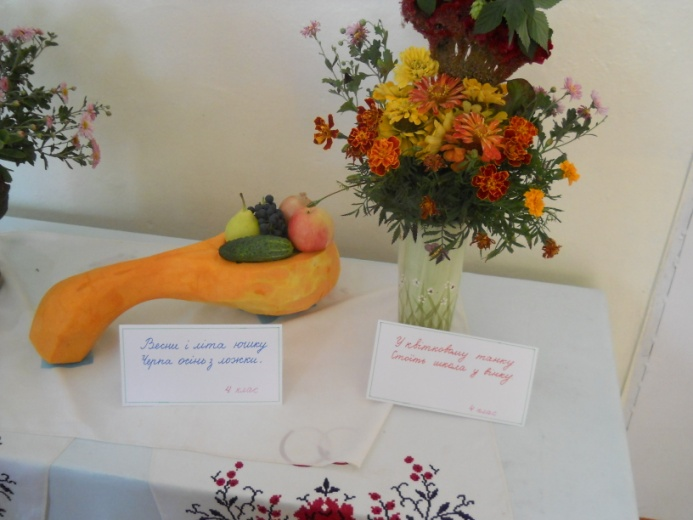 Весни і літа юшку
Черпа осінь з ложки.
4 клас
У квітковому танку
Стоїть школа у вінку
4 клас